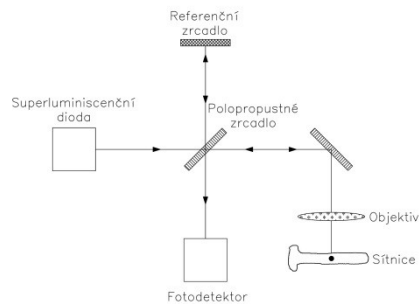 Referenční
zrcadlo
Superluminiscenční
dioda
Polopropustné
zrcadlo
Objektiv
Sítnice
Fotodetektor